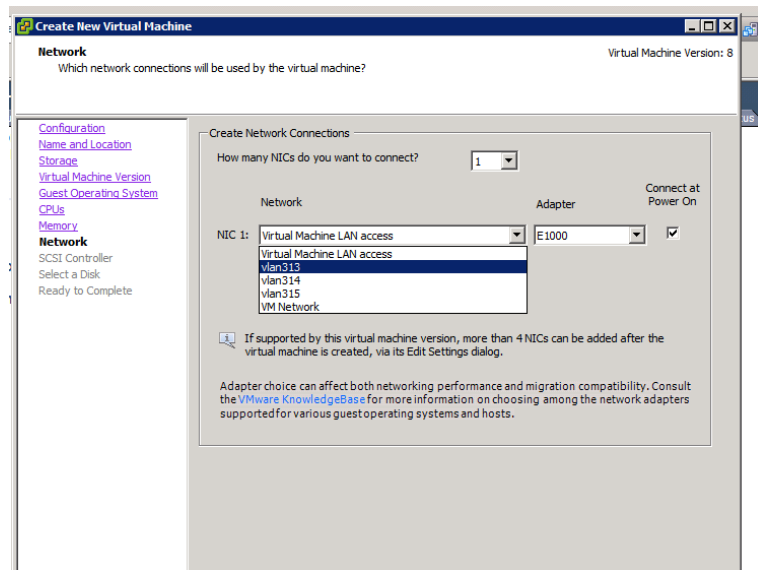 Create New Virtual Machine
Network
Which network connections will be used by the virtual machine?
Virtual Machine Version: 8
Configuration
Name and Location
Storage
Virtual Machine Version
Guest Operating System
CPUs
Memory
Network
SCSI Controller
Select a Disk
Ready to Complete
Create Network Connections
How many NICs do you want to connect?
1
Network
Adapter
Connect at
Power On
NIC 1:
Virtual Machine LAN access
E1000
Virtual Machine LAN access
vlan313
vlan314
vlan315
VM Network
If supported by this virtual machine version, more than 4 NICs can be added after the
virtual machine is created, via its Edit Settings dialog.
Adapter choice can affect both networking performance and migration compatibility. Consult
the VMware KnowledgeBase for more information on choosing among the network adapters
supported for various guest operating systems and hosts.